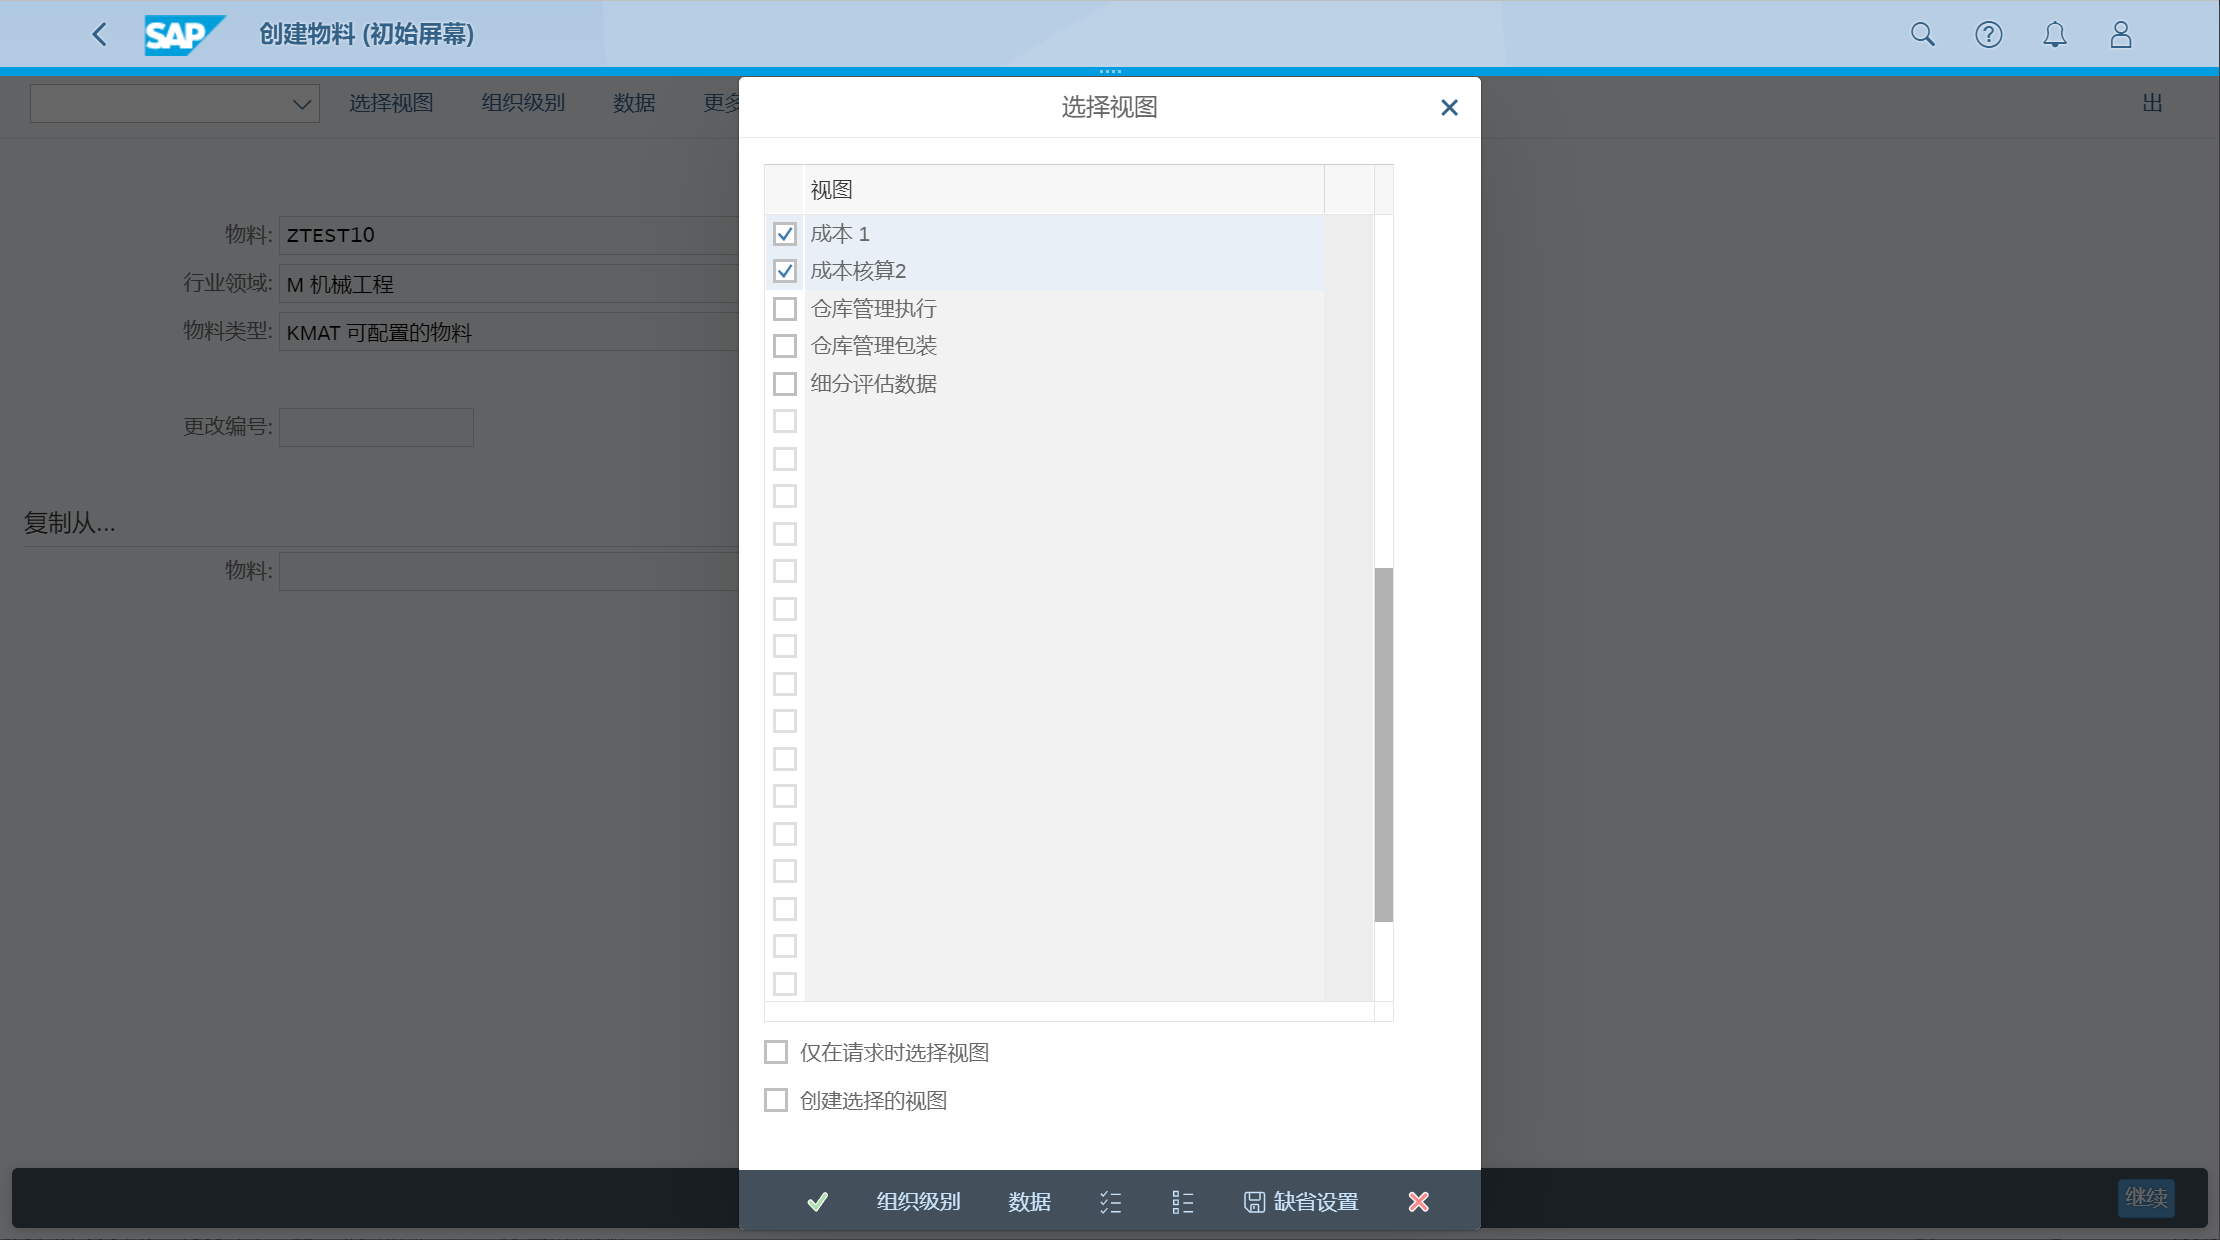 SAP 创建物料 (初始屏幕)
选择视图 组织级别 数据 更多 出
选择视图
视图
物料: ZTEST10
成本 1
成本核算2
行业领域: M 机械工程
仓库管理执行
物料类型: KMAT 可配置的物料
仓库管理包装
细分评估数据
更改编号:
复制从...
物料:
仅在请求时选择视图
创建选择的视图
组织级别 数据 缺省设置
继续